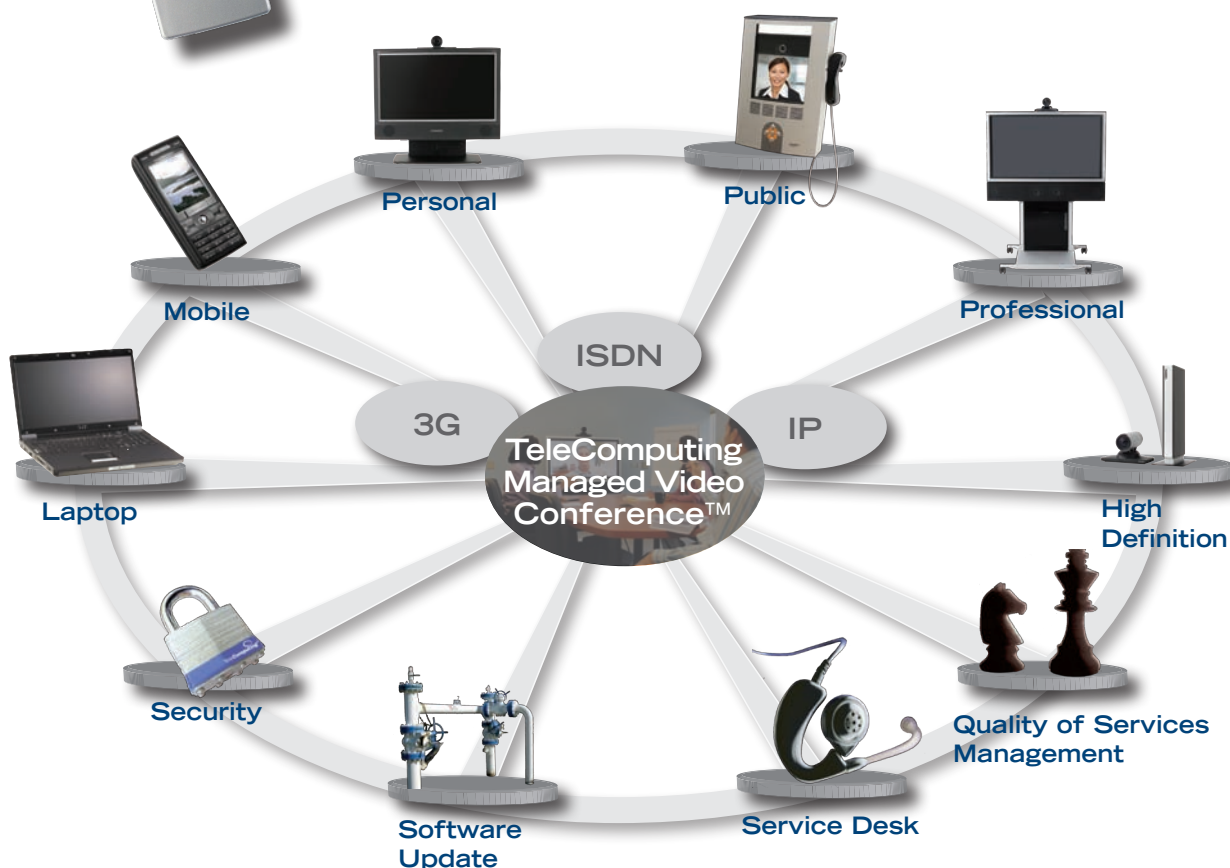 Personal
Public
Mobile
Professional
ISDN
3G
IP
TeleComputing
Managed Video
Conference™
Laptop
High
Definition
TeleComputing
Security
Quality of Services
Management
Software
Update
Service Desk